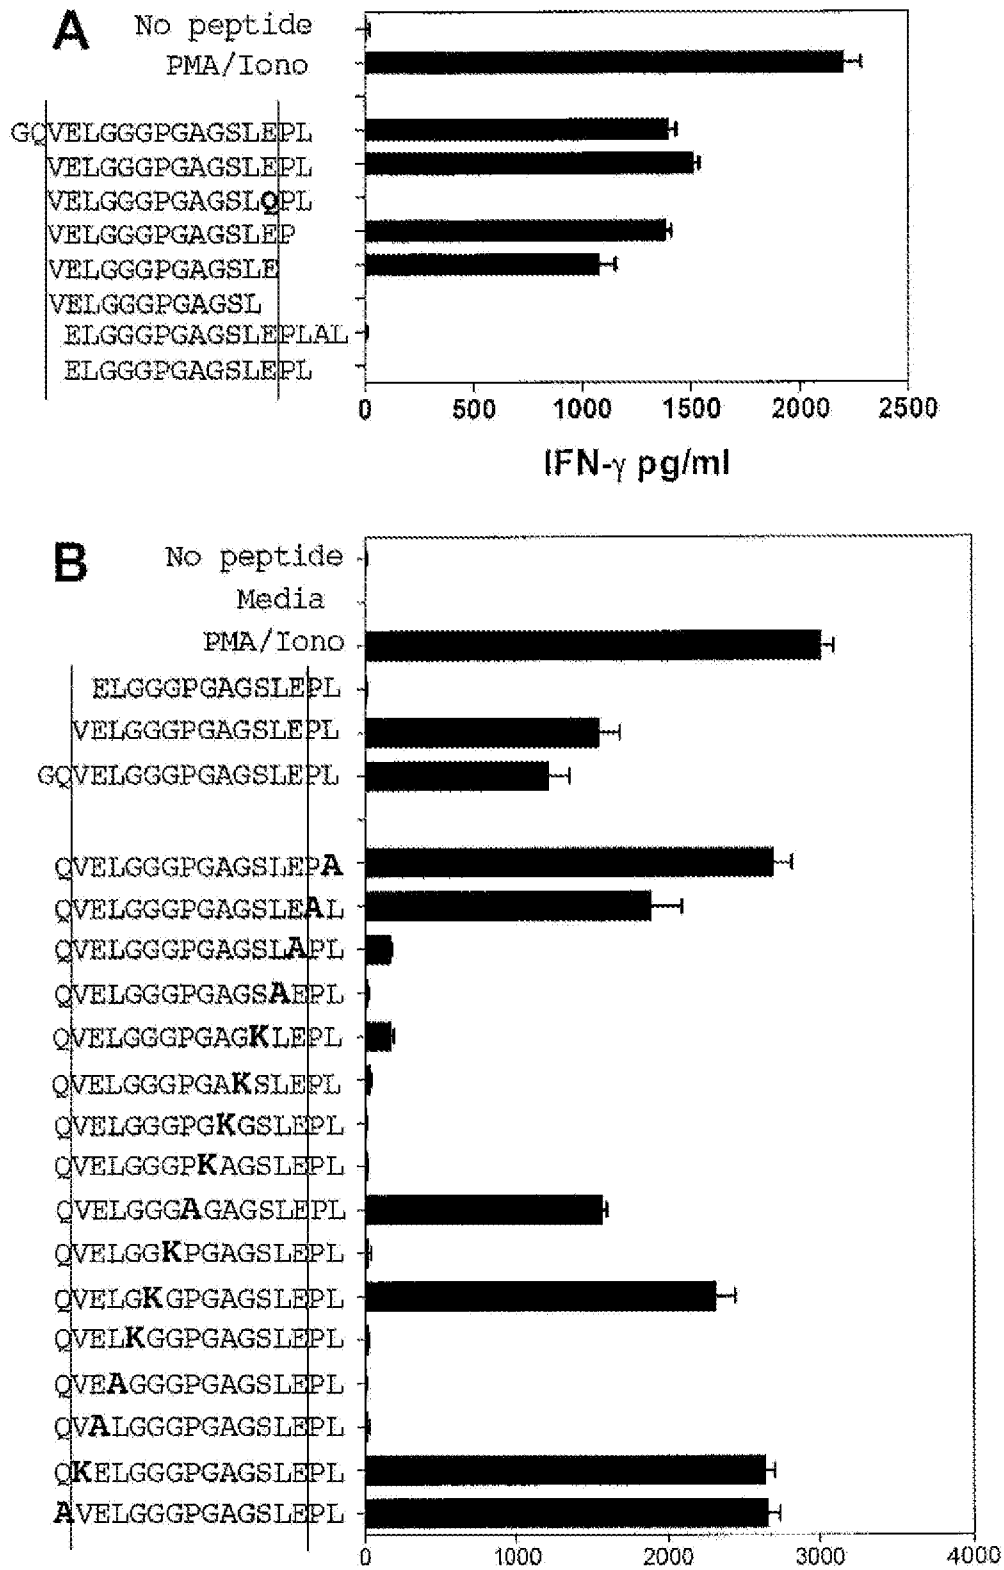 A
No peptide
PMA/Iono
GQVELGGGPGAGSLEPL
VELGGGPGAGSLEPL
VELGGGPGAGSLQPL
VELGGGPGAGSLEP
VELGGGPGAGSLE
VELGGGPGAGSL
ELGGGPGAGSLEPLAL
ELGGGPGAGSLEPL
0 500 1000 1500 2000 2500
IFN-γ pg/ml
B
No peptide
Media
PMA/Iono
ELGGGPGAGSLEPL
VELGGGPGAGSLEPL
GQVELGGGPGAGSLEPL
QVELGGGPGAGSLEPA
QVELGGGPGAGSLEAL
QVELGGGPGAGSLAPL
QVELGGGPGAGSAEPL
QVELGGGPGAGKLEPL
QVELGGGPGAKSLEPL
QVELGGGPGKGSLEPL
QVELGGGPKAGSLEPL
QVELGGGAGAGSLEPL
QVELGGKPGAGSLEPL
QVELGKGPGAGSLEPL
QVELKGGPGAGSLEPL
QVEAGGGPGAGSLEPL
QVALGGGPGAGSLEPL
QKELGGGPGAGSLEPL
AVELGGGPGAGSLEPL
0 1000 2000 3000 4000